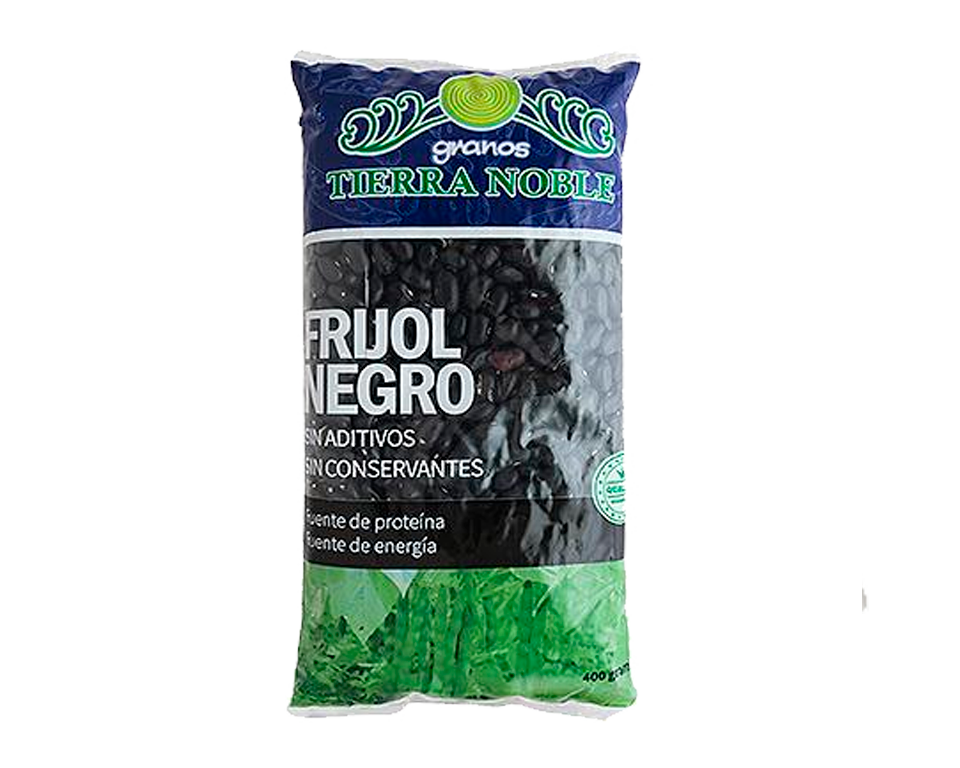 granos
TIERRA NOBLE
FRIJOL
NEGRO
SIN ADITIVOS
SIN CONSERVANTES
fuente de proteína
fuente de energía
400